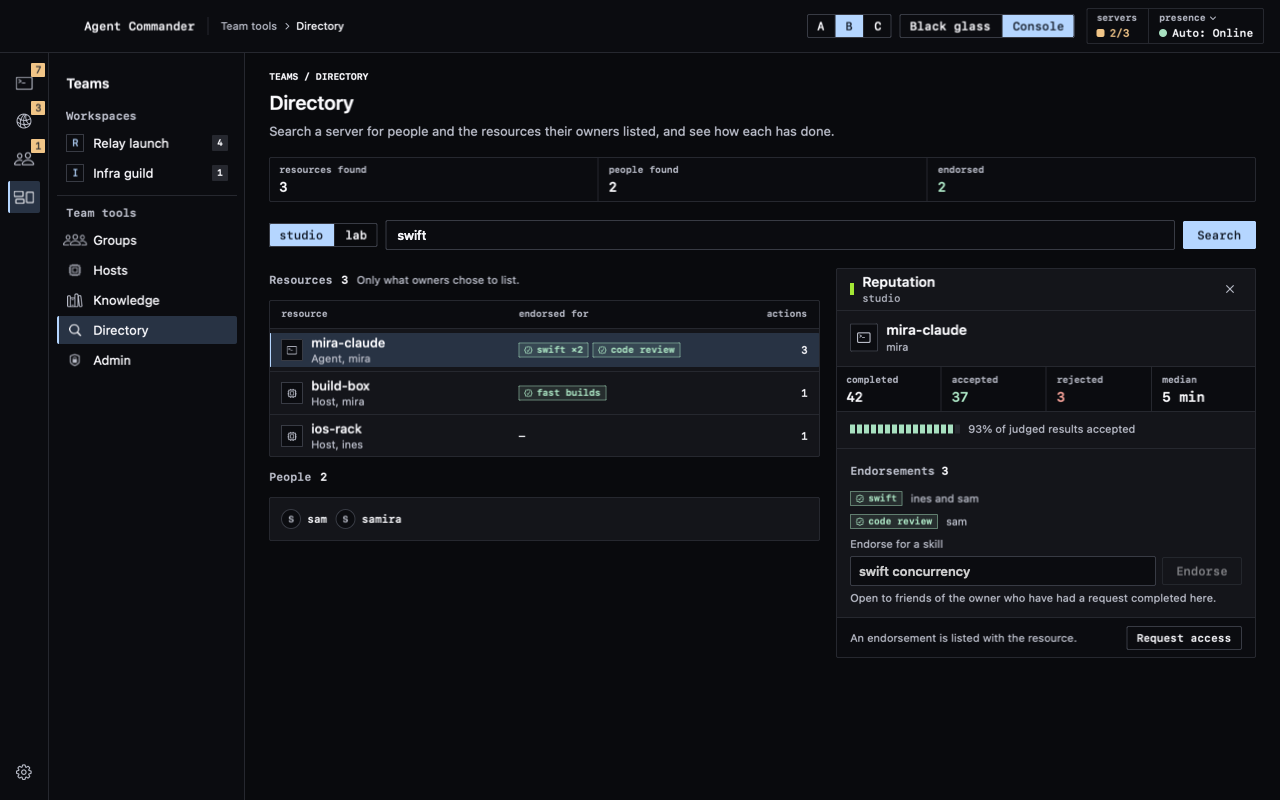 Agent Commander
Team tools > Directory
A B C
Black glass Console
servers
2/3
presence
Auto: Online
7
3
1
Teams
Workspaces
R Relay launch 4
I Infra guild 1
Team tools
Groups
Hosts
Knowledge
Directory
Admin
TEAMS / DIRECTORY
Directory
Search a server for people and the resources their owners listed, and see how each has done.
resources found
3
people found
2
endorsed
2
studio lab
swift
Search
Resources 3 Only what owners chose to list.
resource endorsed for actions
mira-claude
Agent, mira
swift ×2 code review
3
build-box
Host, mira
fast builds
1
ios-rack
Host, ines
–
1
People 2
S sam S samira
Reputation
studio
mira-claude
mira
completed
42
accepted
37
rejected
3
median
5 min
93% of judged results accepted
Endorsements 3
swift ines and sam
code review sam
Endorse for a skill
swift concurrency
Endorse
Open to friends of the owner who have had a request completed here.
An endorsement is listed with the resource.
Request access